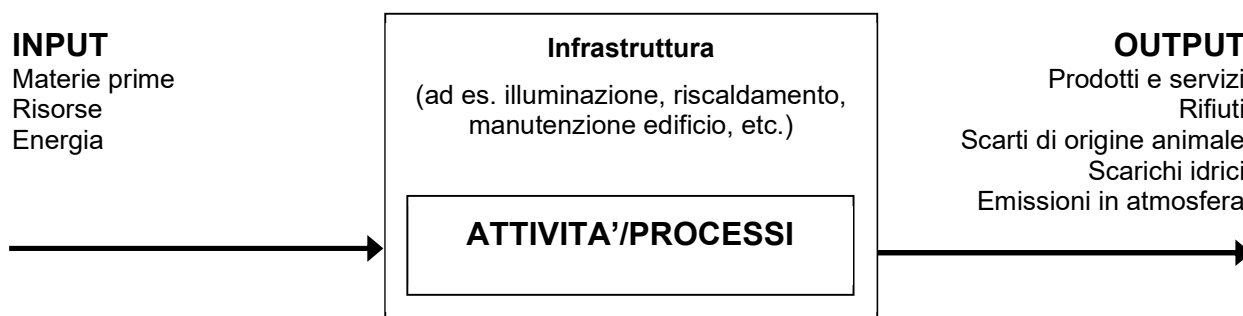 INPUT
Materie prime
Risorse
Energia
Infrastruttura
(ad es. illuminazione, riscaldamento,
manutenzione edificio, etc.)
ATTIVITA’/PROCESSI
OUTPUT
Prodotti e servizi
Rifiuti
Scarti di origine animale
Scarichi idrici
Emissioni in atmosfera